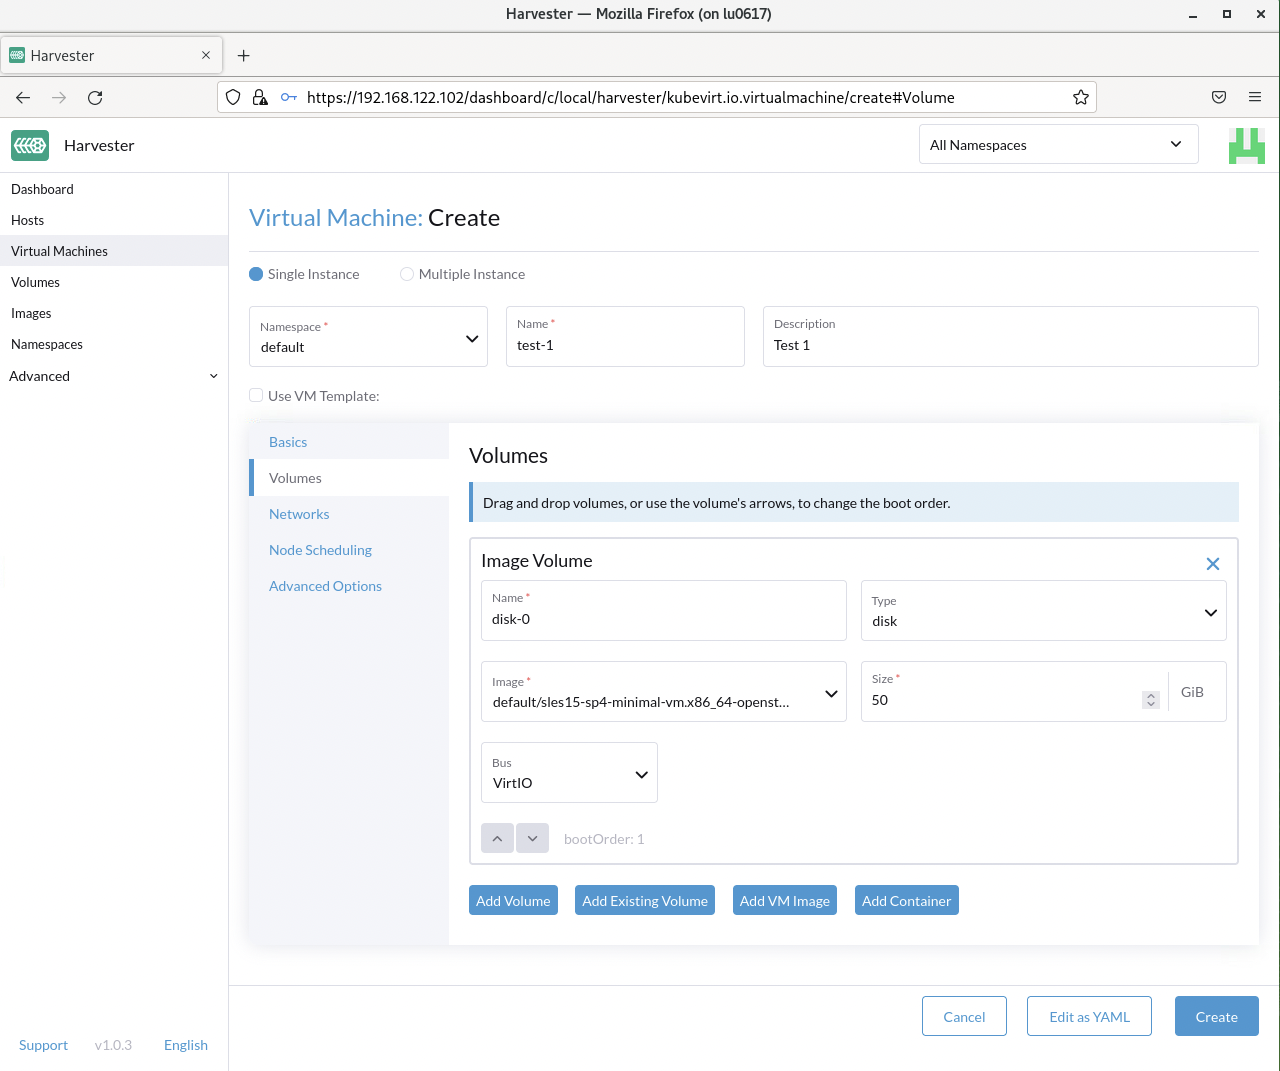 Harvester — Mozilla Firefox (on lu0617)
Harvester
https://192.168.122.102/dashboard/c/local/harvester/kubevirt.io.virtualmachine/create#Volume
Harvester
All Namespaces
Dashboard
Hosts
Virtual Machines
Volumes
Images
Namespaces
Advanced
Virtual Machine: Create
Single Instance
Multiple Instance
Namespace *
default
Name *
test-1
Description
Test 1
Use VM Template:
Basics
Volumes
Networks
Node Scheduling
Advanced Options
Volumes
Drag and drop volumes, or use the volume's arrows, to change the boot order.
Image Volume
Name *
disk-0
Type
disk
Image *
default/sles15-sp4-minimal-vm.x86_64-openst...
Size *
50
GiB
Bus
VirtIO
bootOrder: 1
Add Volume
Add Existing Volume
Add VM Image
Add Container
Cancel
Edit as YAML
Create
Support
v1.0.3
English